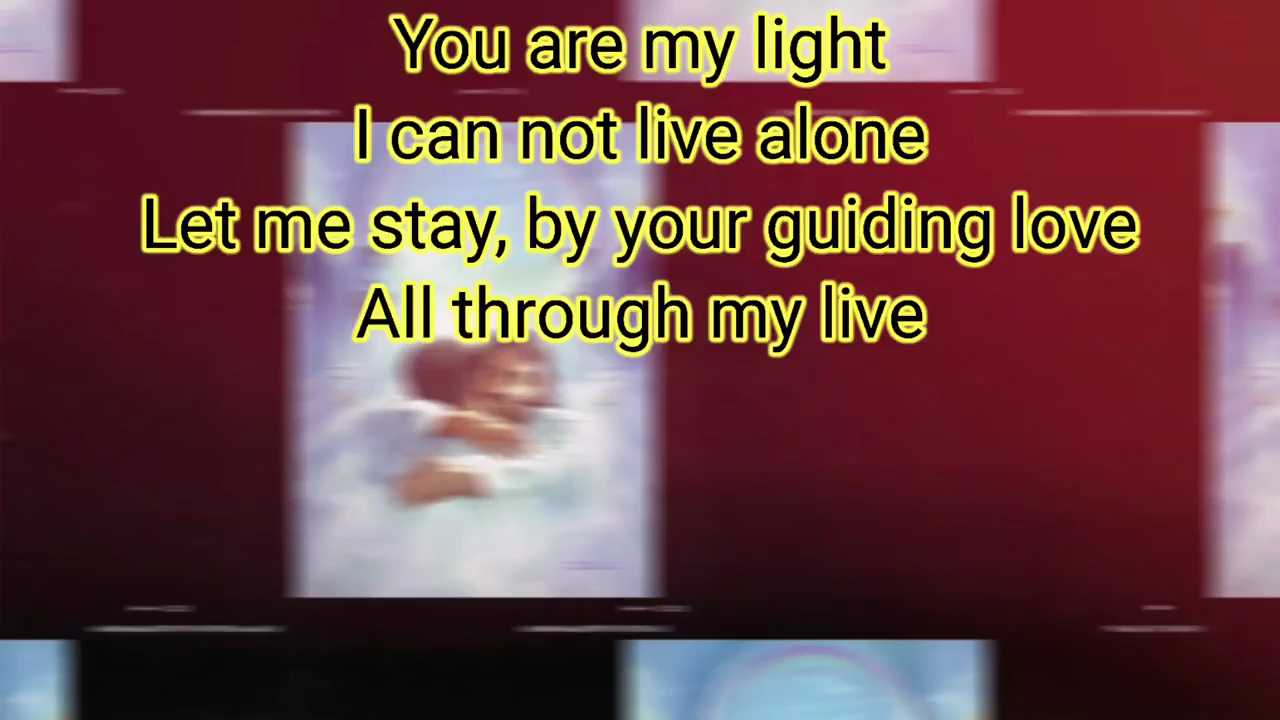 You are my light
I can not live alone
Let me stay, by your guiding love
All through my live